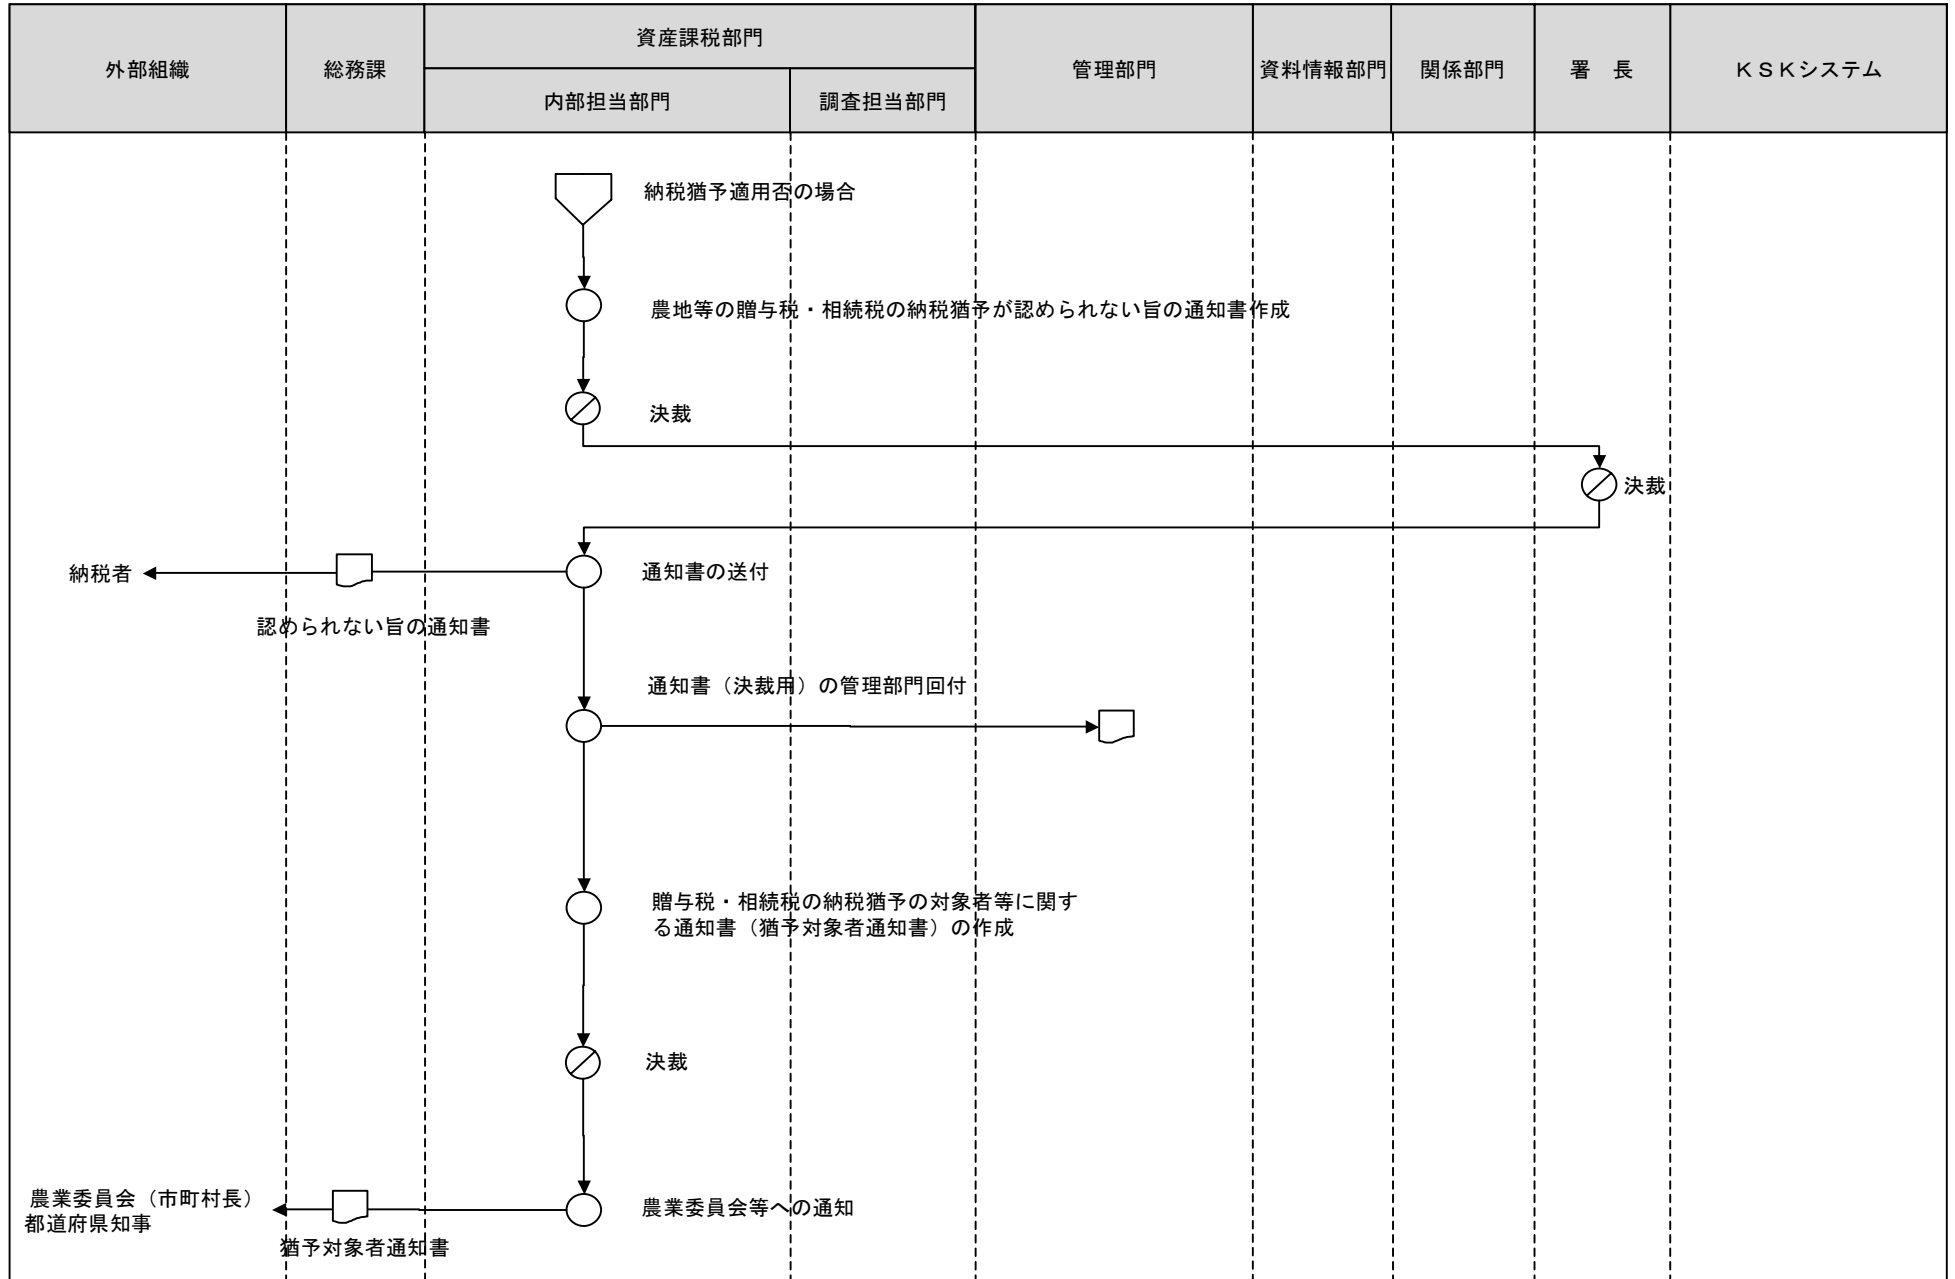 外部組織
総務課
資産課税部門
内部担当部門
調査担当部門
管理部門
資料情報部門
関係部門
署　長
ＫＳＫシステム
納税猶予適用否の場合
農地等の贈与税・相続税の納税猶予が認められない旨の通知書作成
決裁
決裁
納税者
通知書の送付
認められない旨の通知書
通知書（決裁用）の管理部門回付
贈与税・相続税の納税猶予の対象者等に関す
る通知書（猶予対象者通知書）の作成
決裁
農業委員会（市町村長）
都道府県知事
農業委員会等への通知
猶予対象者通知書